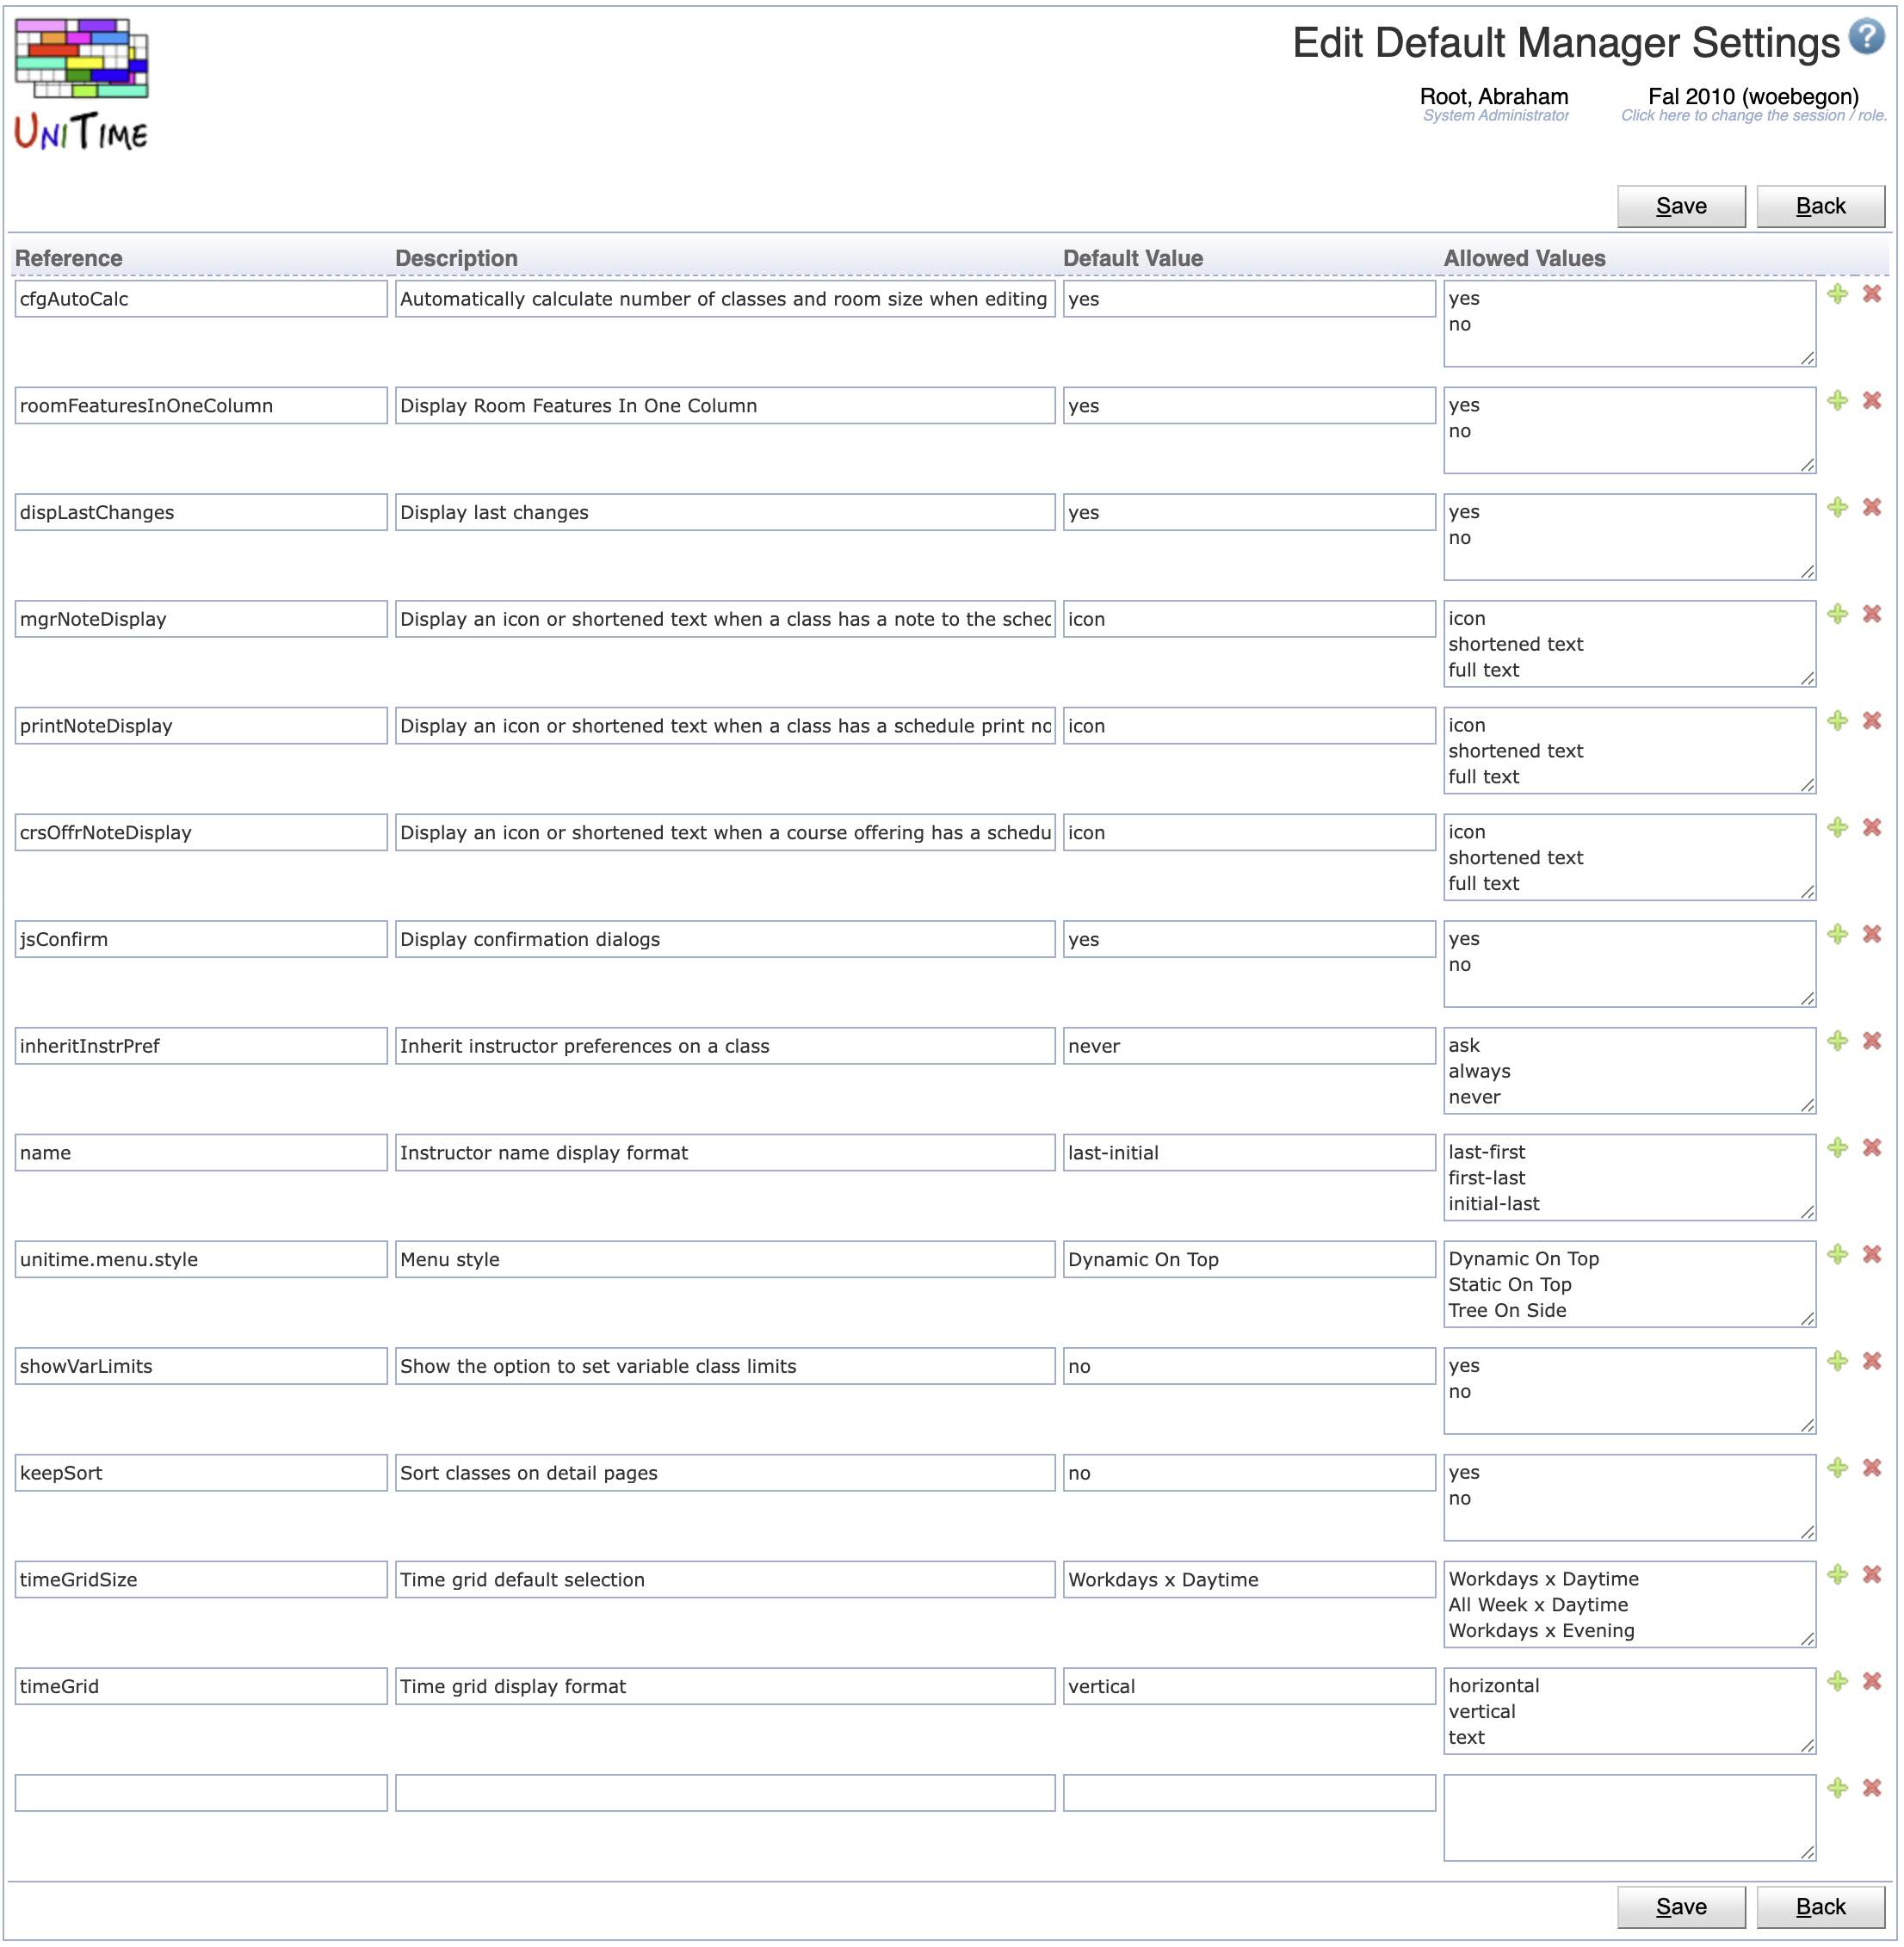 Edit Default Manager Settings
UNITIME
Root, Abraham Fal 2010 (woebegon)
System Administrator Click here to change the session / role.
Save Back
Reference Description Default Value Allowed Values
cfgAutoCalc Automatically calculate number of classes and room size when editing yes yes
no
roomFeaturesInOneColumn Display Room Features In One Column yes yes
no
dispLastChanges Display last changes yes yes
no
mgrNoteDisplay Display an icon or shortened text when a class has a note to the sched icon icon
shortened text
full text
printNoteDisplay Display an icon or shortened text when a class has a schedule print no icon icon
shortened text
full text
crsOffrNoteDisplay Display an icon or shortened text when a course offering has a schedu icon icon
shortened text
full text
jsConfirm Display confirmation dialogs yes yes
no
inheritInstrPref Inherit instructor preferences on a class never ask
always
never
name Instructor name display format last-initial last-first
first-last
initial-last
unitime.menu.style Menu style Dynamic On Top Dynamic On Top
Static On Top
Tree On Side
showVarLimits Show the option to set variable class limits no yes
no
keepSort Sort classes on detail pages no yes
no
timeGridSize Time grid default selection Workdays x Daytime Workdays x Daytime
All Week x Daytime
Workdays x Evening
timeGrid Time grid display format vertical horizontal
vertical
text
Save Back